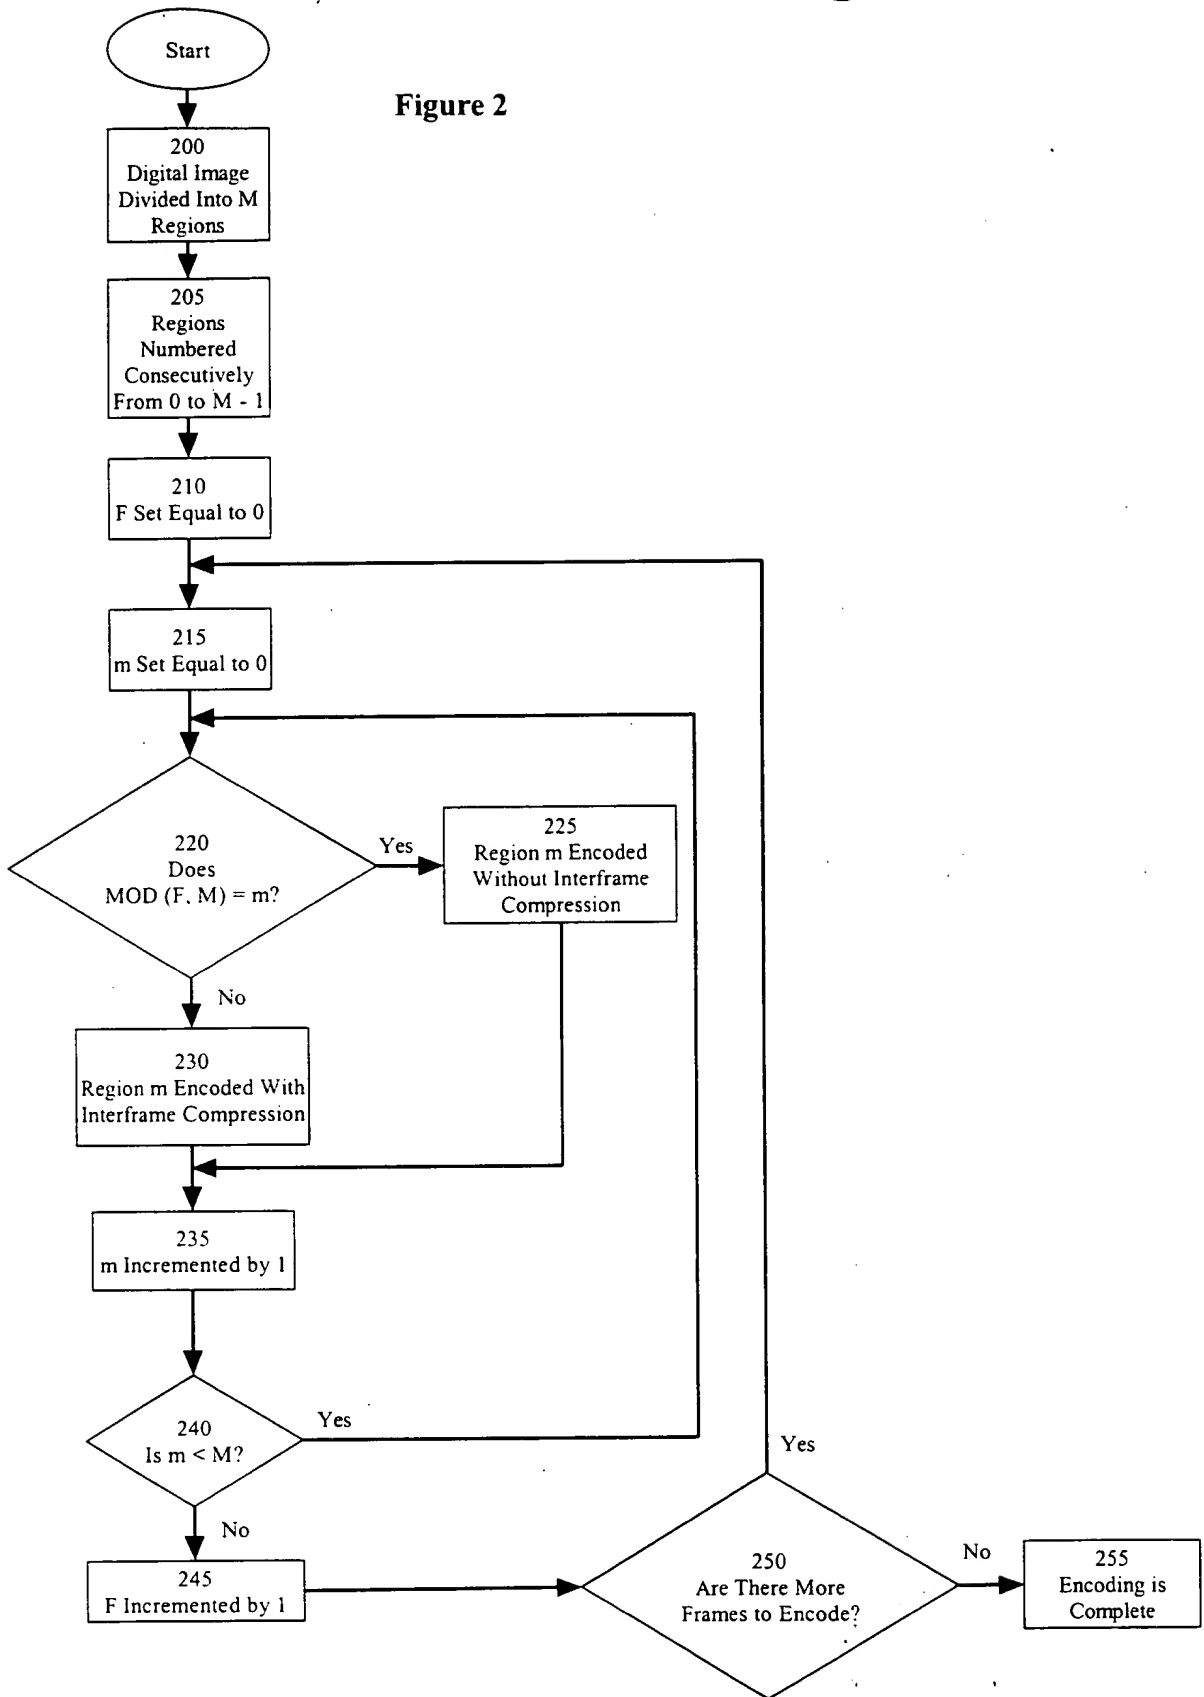 Start
Figure 2
200
Digital Image
Divided Into M
Regions
205
Regions
Numbered
Consecutively
From 0 to M - 1
210
F Set Equal to 0
215
m Set Equal to 0
220
Does
MOD (F, M) = m?
Yes
225
Region m Encoded
Without Interframe
Compression
No
230
Region m Encoded With
Interframe Compression
235
m Incremented by 1
240
Is m < M?
Yes
No
245
F Incremented by 1
Yes
250
Are There More
Frames to Encode?
No
255
Encoding is
Complete